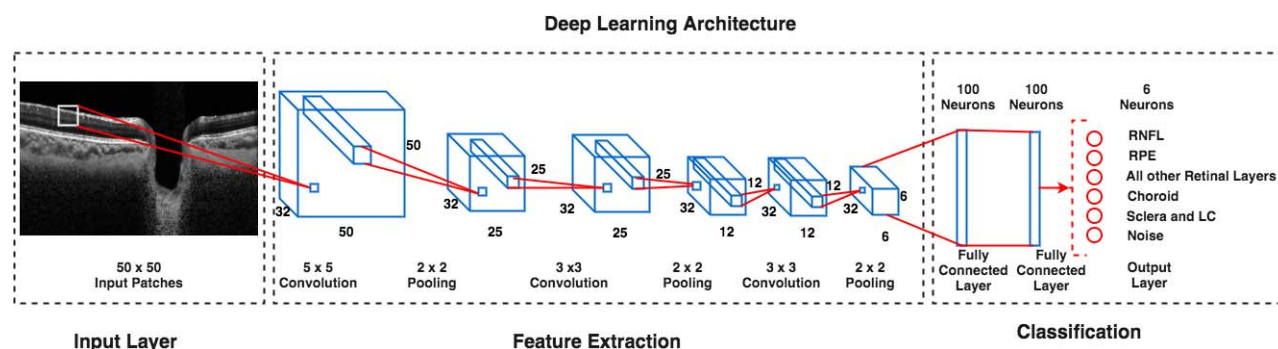 Deep Learning Architecture
100 Neurons
100 Neurons
6 Neurons
50
32
50
25
32
25
25
32
25
12
32
12
12
32
12
6
32
6
RNFL
RPE
All other Retinal Layers
Choroid
Sclera and LC
Noise
50 x 50
Input Patches
5 x 5
Convolution
2 x 2
Pooling
3 x3
Convolution
2 x 2
Pooling
3 x 3
Convolution
2 x 2
Pooling
Fully
Connected
Layer
Fully
Connected
Layer
Output
Layer
Input Layer
Feature Extraction
Classification